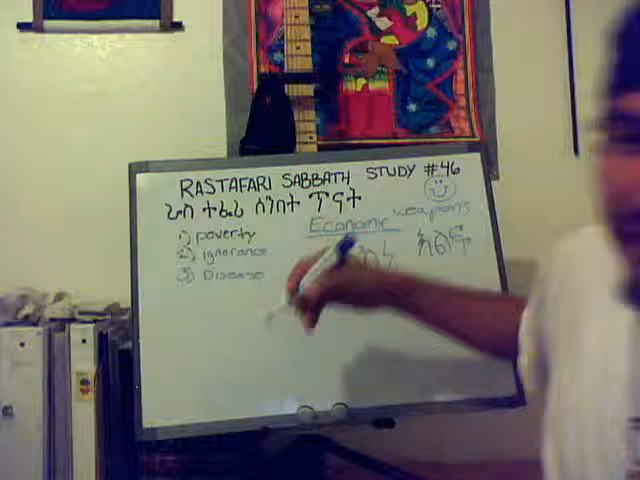 RASTAFARI SABBATH STUDY #46
ራስ ተፈሪ ሰንበት ጥናት
Economic weapons
1) poverty
2) ignorance
3) Disease